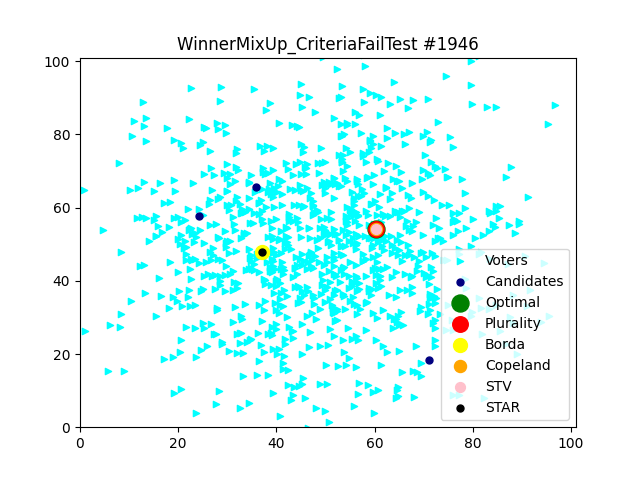 WinnerMixUp_CriteriaFailTest #1946
100
80
60
40
20
0
0 20 40 60 80 100
Voters
Candidates
Optimal
Plurality
Borda
Copeland
STV
STAR